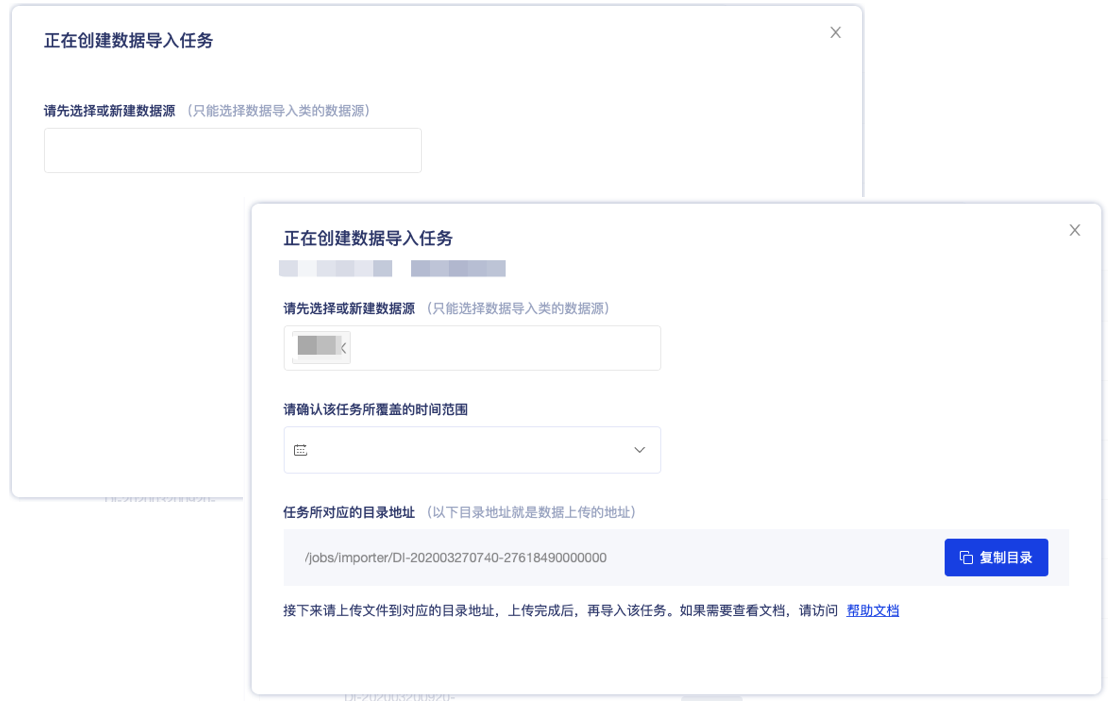 正在创建数据导入任务
请先选择或新建数据源 （只能选择数据导入类的数据源）
正在创建数据导入任务
请先选择或新建数据源 （只能选择数据导入类的数据源）
请确认该任务所覆盖的时间范围
任务所对应的目录地址 （以下目录地址就是数据上传的地址）
/jobs/importer/DI-202003270740-27618490000000
复制目录
接下来请上传文件到对应的目录地址，上传完成后，再导入该任务。如果需要查看文档，请访问 帮助文档